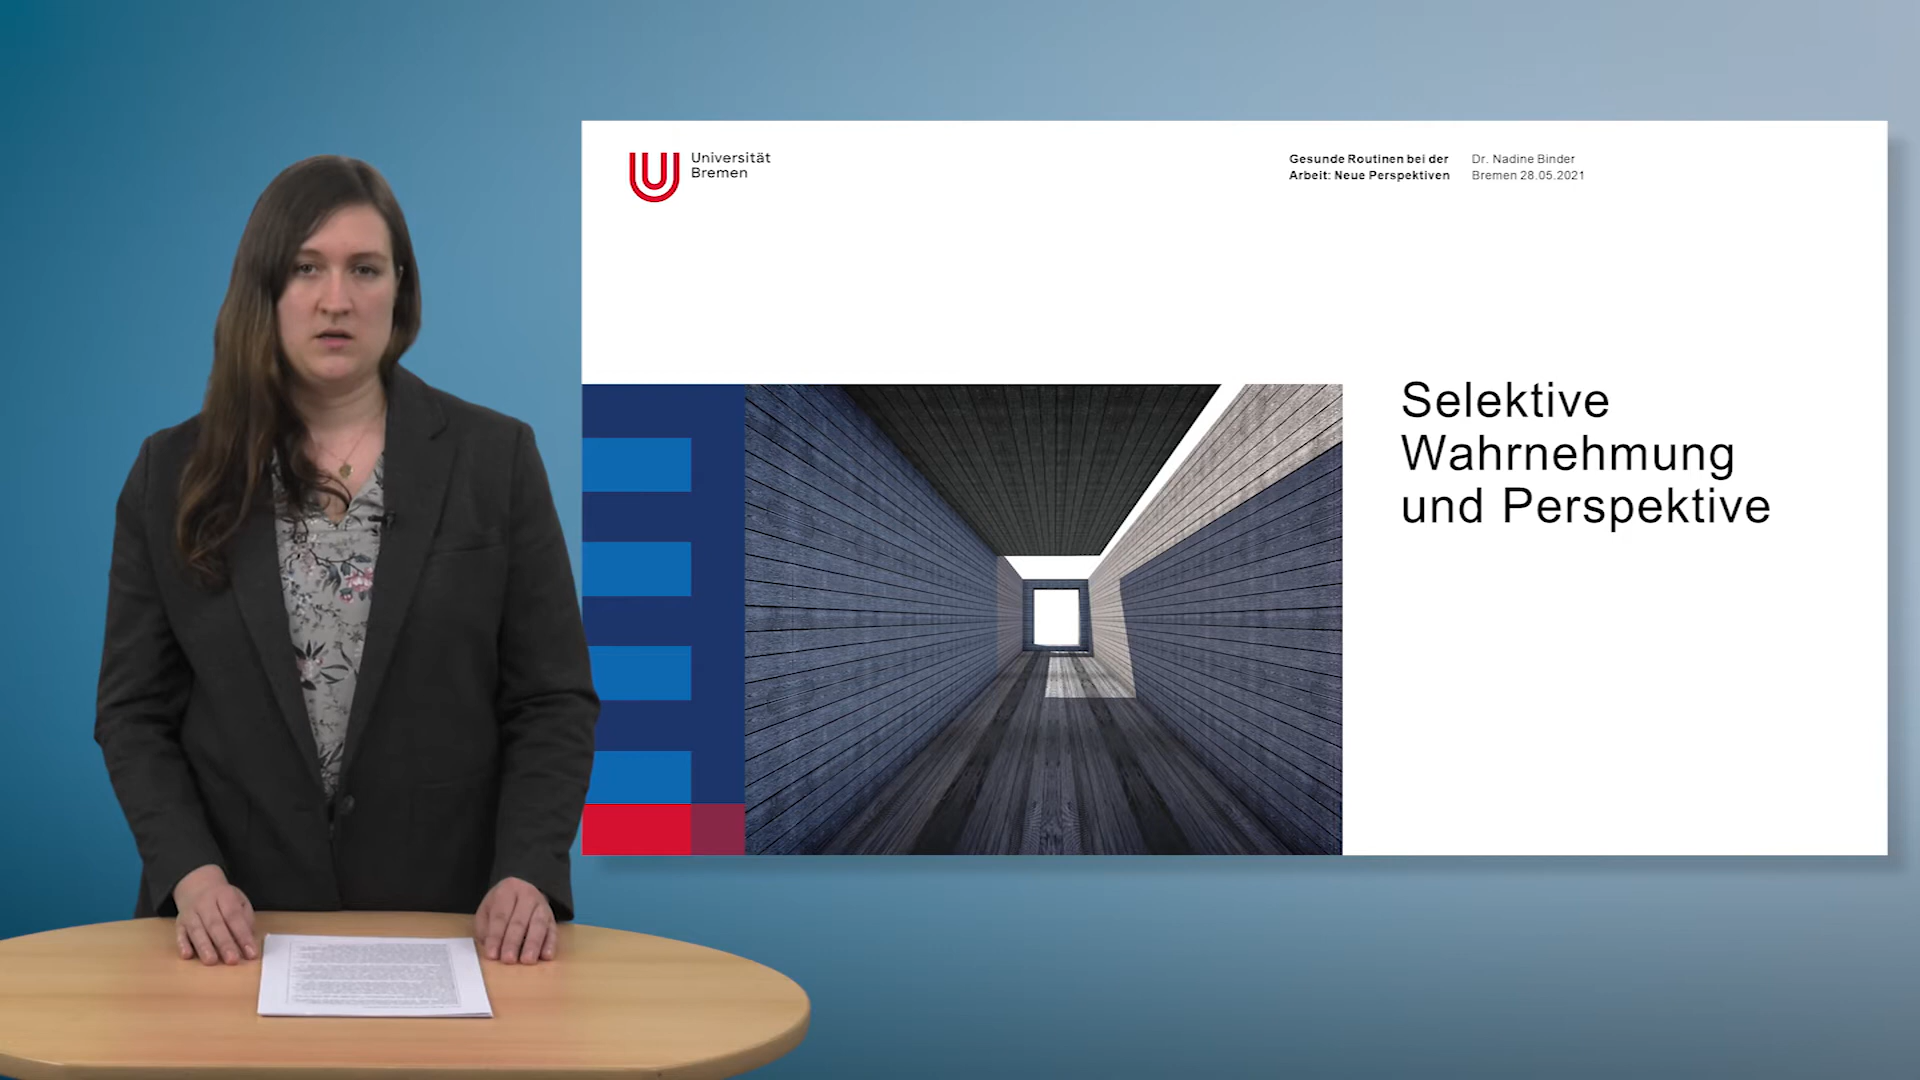 Universität
Bremen
Gesunde Routinen bei der
Arbeit: Neue Perspektiven
Dr. Nadine Binder
Bremen 28.05.2021
Selektive
Wahrnehmung
und Perspektive